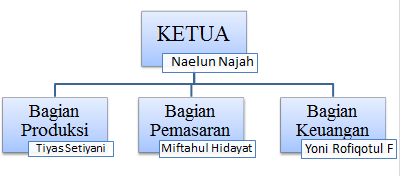 KETUA
Naelun Najah
Bagian
Produksi
Tiyas Setiyani
Bagian
Pemasaran
Miftahul Hidayat
Bagian
Keuangan
Yoni Rofiqotul F